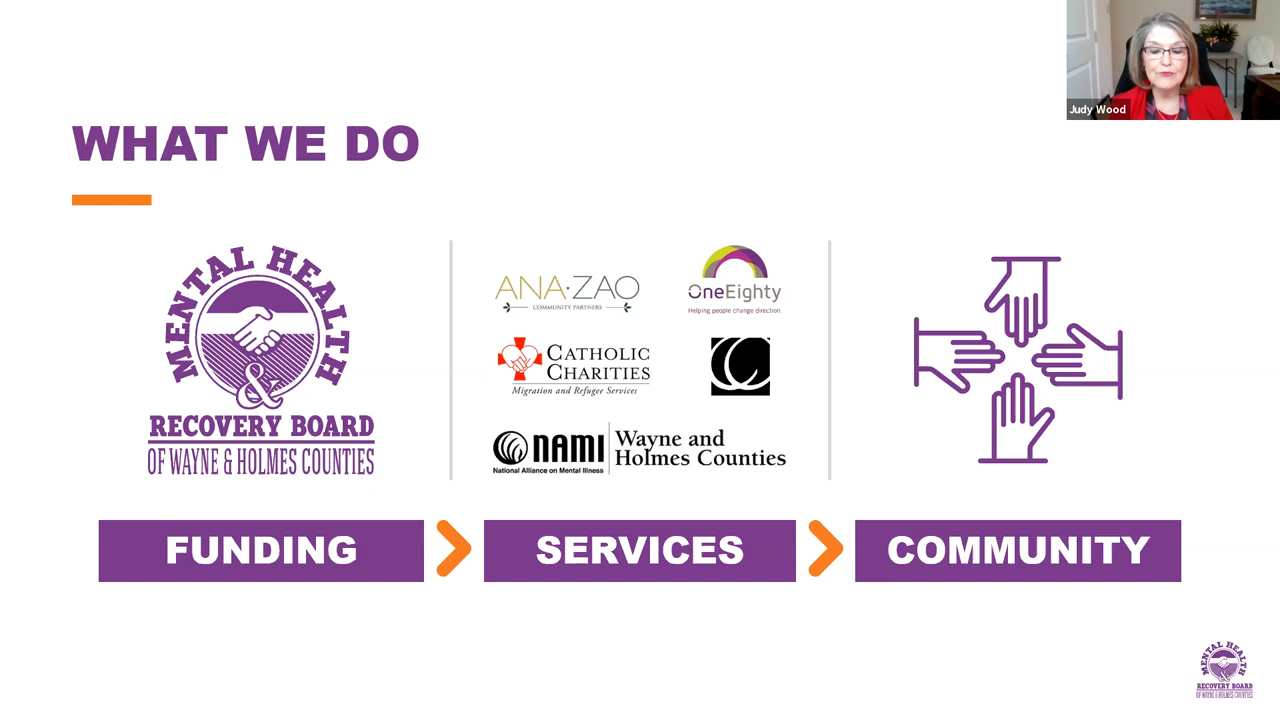 Judy Wood
WHAT WE DO
MENTAL HEALTH
&
RECOVERY BOARD
OF WAYNE & HOLMES COUNTIES
ANA·ZAO
COMMUNITY PARTNERS
OneEighty
Helping people change direction.
CATHOLIC
CHARITIES
Migration and Refugee Services
NAMI
National Alliance on Mental Illness
Wayne and
Holmes Counties
FUNDING
SERVICES
COMMUNITY
MENTAL HEALTH
&
RECOVERY BOARD
OF WAYNE & HOLMES COUNTIES